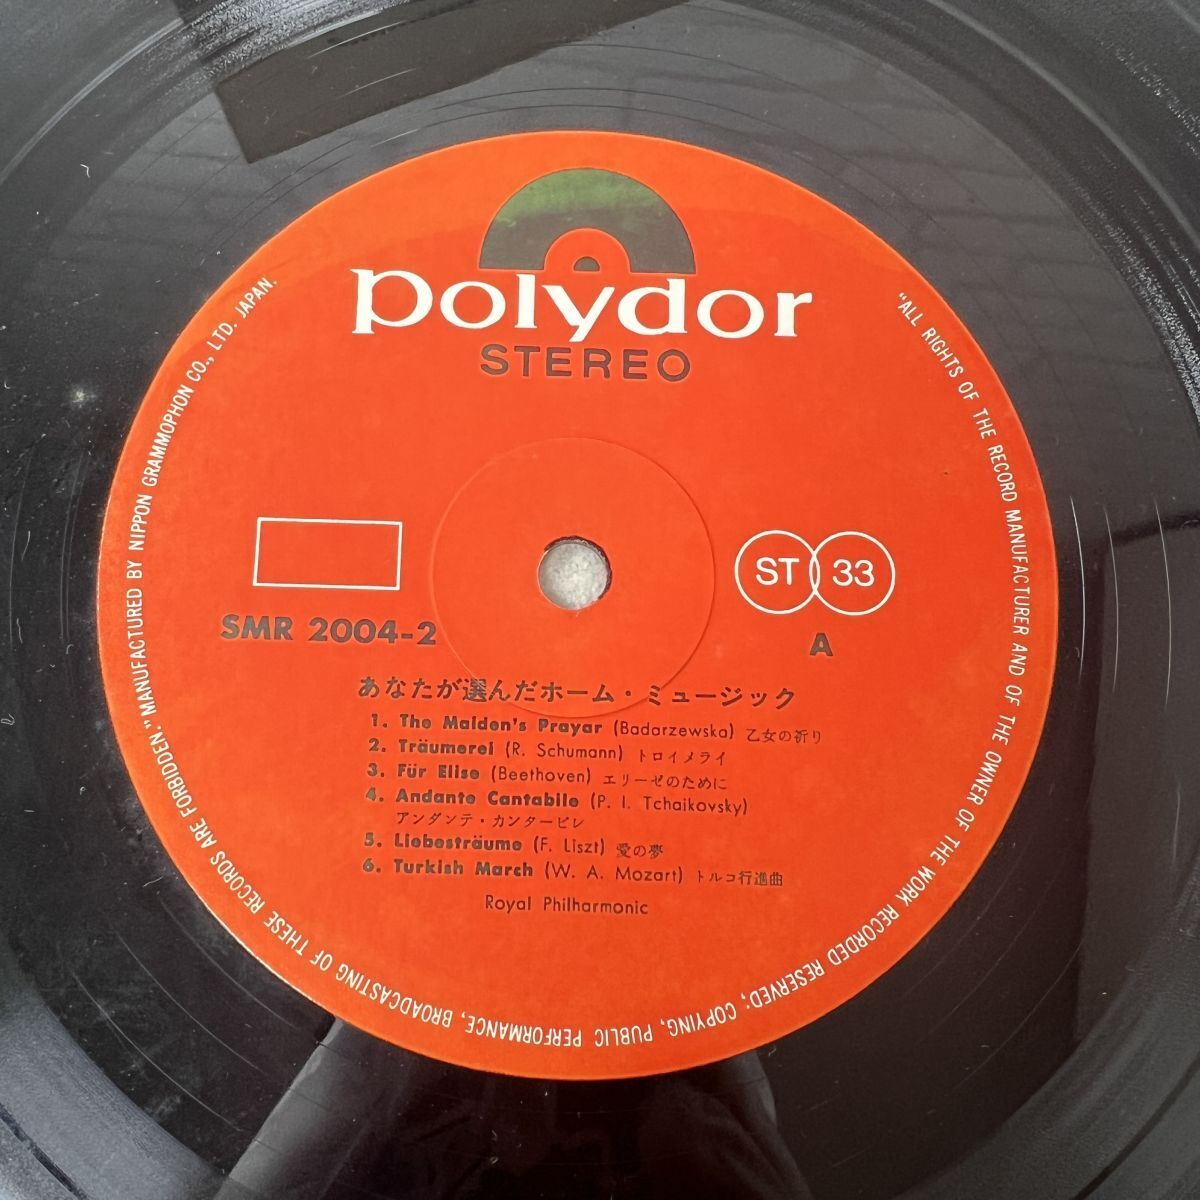 polydor
STEREO
ST 33
SMR 2004-2
A
あなたが選んだホーム・ミュージック
1. The Maiden's Prayar (Badarzewska) 乙女の祈り
2. Träumerei (R. Schumann) トロイメライ
3. Für Elise (Beethoven) エリーゼのために
4. Andante Cantabile (P. I. Tchaikovsky)
アンダンテ・カンタービレ
5. Liebesträume (F. Liszt) 愛の夢
6. Turkish March (W. A. Mozart) トルコ行進曲
Royal Philharmonic
"ALL RIGHTS OF THE RECORD MANUFACTURER AND OF THE OWNER OF THE WORK RECORDED RESERVED; COPYING, PUBLIC PERFORMANCE, BROADCASTING OF THESE RECORDS ARE FORBIDDEN." MANUFACTURED BY NIPPON GRAMMOPHON CO., LTD. JAPAN.